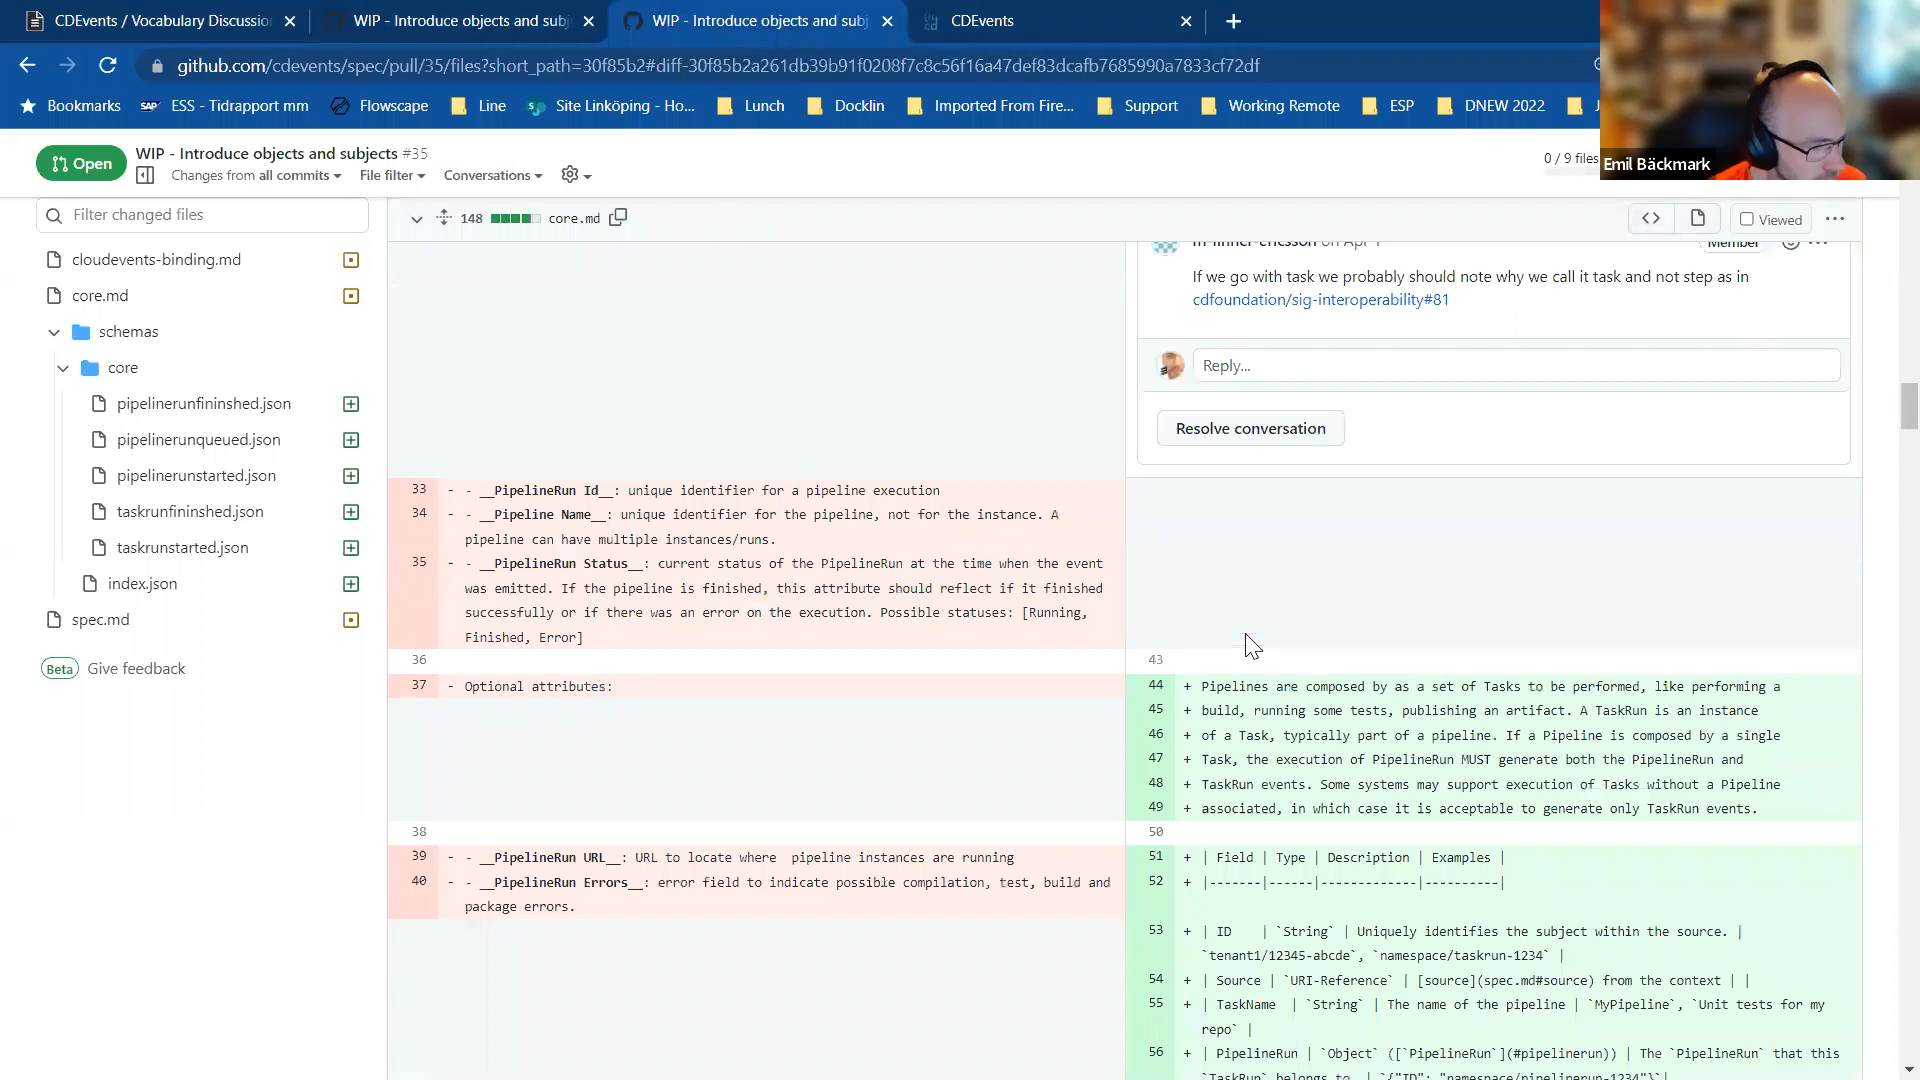 CDEvents / Vocabulary Discussio
WIP - Introduce objects and subj
WIP - Introduce objects and subj
CDEvents
github.com/cdevents/spec/pull/35/files?short_path=30f85b2#diff-30f85b2a261db39b91f0208f7c8c56f16a47def83dcafb7685990a7833cf72df
Bookmarks
ESS - Tidrapport mm
Flowscape
Line
Site Linköping - Ho...
Lunch
Docklin
Imported From Fire...
Support
Working Remote
ESP
DNEW 2022
Emil Bäckmark
Open
WIP - Introduce objects and subjects #35
Changes from all commits
File filter
Conversations
0 / 9 files
Filter changed files
cloudevents-binding.md
core.md
schemas
core
pipelinerunfininshed.json
pipelinerunqueued.json
pipelinerunstarted.json
taskrunfininshed.json
taskrunstarted.json
index.json
spec.md
Beta Give feedback
148 core.md
Viewed
m-linner-ericsson on Apr 1
Member
If we go with task we probably should note why we call it task and not step as in
cdfoundation/sig-interoperability#81
Reply...
Resolve conversation
33 - - __PipelineRun Id__: unique identifier for a pipeline execution
34 - - __Pipeline Name__: unique identifier for the pipeline, not for the instance. A
pipeline can have multiple instances/runs.
35 - - __PipelineRun Status__: current status of the PipelineRun at the time when the event
was emitted. If the pipeline is finished, this attribute should reflect if it finished
successfully or if there was an error on the execution. Possible statuses: [Running,
Finished, Error]
36
37 - Optional attributes:
38
39 - - __PipelineRun URL__: URL to locate where  pipeline instances are running
40 - - __PipelineRun Errors__: error field to indicate possible compilation, test, build and
package errors.
43
44 + Pipelines are composed by as a set of Tasks to be performed, like performing a
45 + build, running some tests, publishing an artifact. A TaskRun is an instance
46 + of a Task, typically part of a pipeline. If a Pipeline is composed by a single
47 + Task, the execution of PipelineRun MUST generate both the PipelineRun and
48 + TaskRun events. Some systems may support execution of Tasks without a Pipeline
49 + associated, in which case it is acceptable to generate only TaskRun events.
50
51 + | Field | Type | Description | Examples |
52 + |-------|------|-------------|----------|
53 + | ID    | `String` | Uniquely identifies the subject within the source. |
`tenant1/12345-abcde`, `namespace/taskrun-1234` |
54 + | Source | `URI-Reference` | [source](spec.md#source) from the context | |
55 + | TaskName  | `String` | The name of the pipeline | `MyPipeline`, `Unit tests for my
repo` |
56 + | PipelineRun | `Object` ([`PipelineRun`](#pipelinerun)) | The `PipelineRun` that this
`TaskRun` belongs to. | `{"ID": "namespace/pipelinerun-1234"}`|